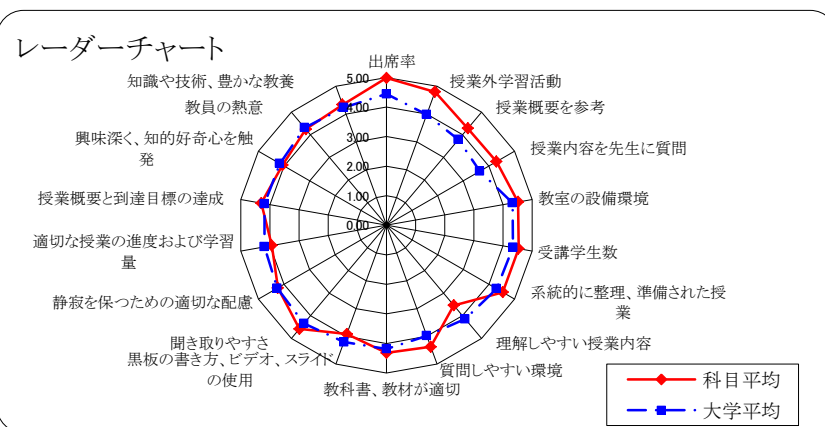 レーダーチャート
出席率
授業外学習活動
授業概要を参考
授業内容を先生に質問
教室の設備環境
受講学生数
系統的に整理、準備された授
業
理解しやすい授業内容
質問しやすい環境
教科書、教材が適切
黒板の書き方、ビデオ、スライド
の使用
聞き取りやすさ
静寂を保つための適切な配慮
適切な授業の進度および学習
量
授業概要と到達目標の達成
興味深く、知的好奇心を触
発
教員の熱意
知識や技術、豊かな教養
5.00
4.00
3.00
2.00
1.00
0.00
科目平均
大学平均